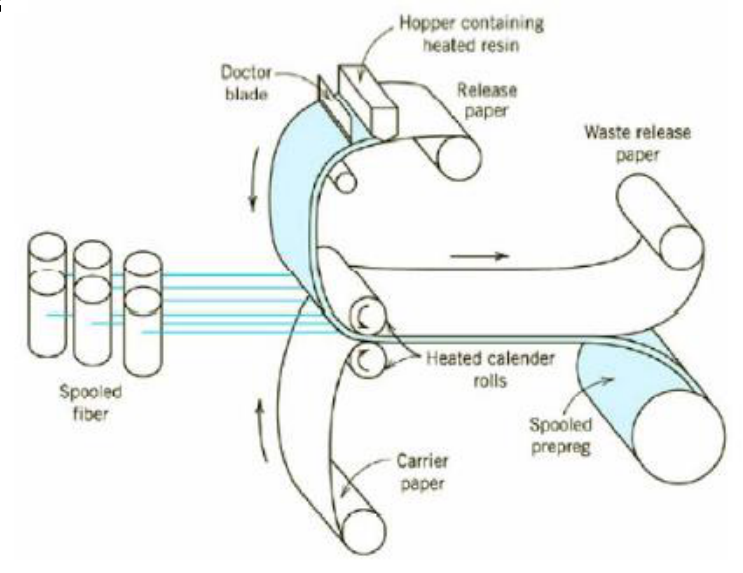 Hopper containing
heated resin
Doctor
blade
Release
paper
Waste release
paper
Heated calender
rolls
Spooled
fiber
Spooled
prepreg
Carrier
paper